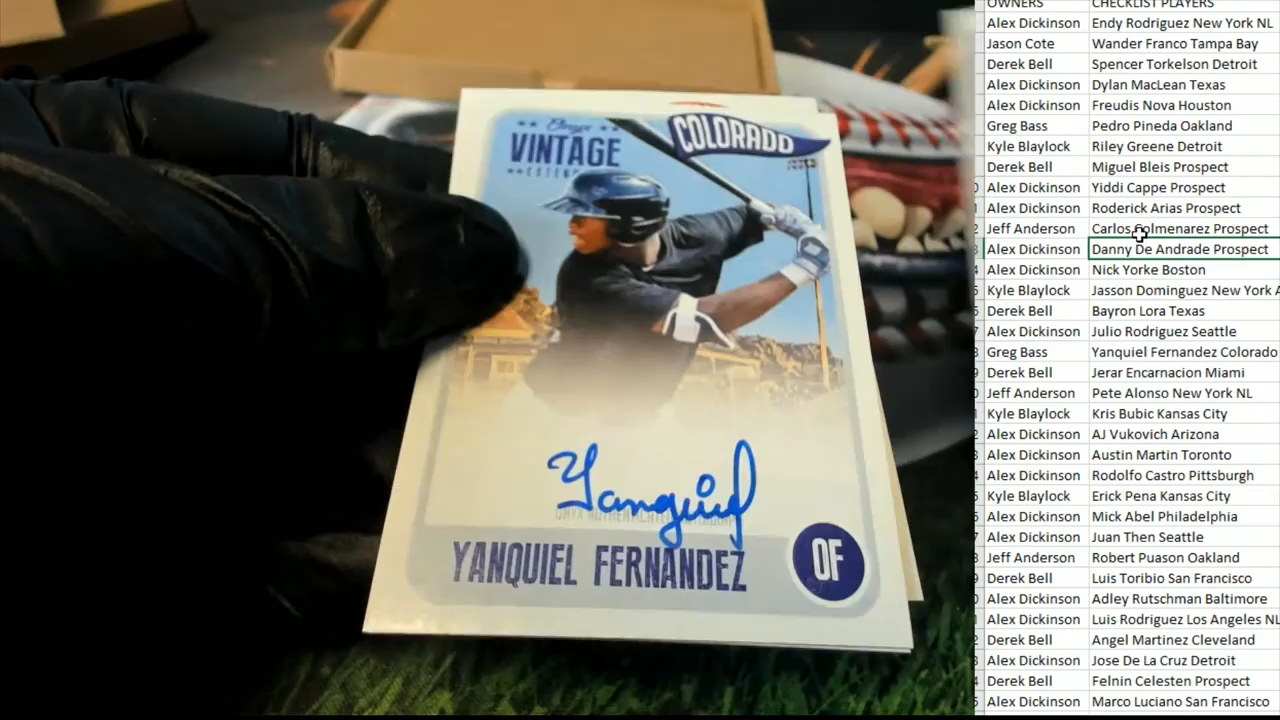 VINTAGE
COLORADO
Yanquiel
YANQUIEL FERNANDEZ
OF
OWNERS CHECKLIST PLAYERS
Alex Dickinson Endy Rodriguez New York NL
Jason Cote Wander Franco Tampa Bay
Derek Bell Spencer Torkelson Detroit
Alex Dickinson Dylan MacLean Texas
Alex Dickinson Freudis Nova Houston
Greg Bass Pedro Pineda Oakland
Kyle Blaylock Riley Greene Detroit
Derek Bell Miguel Bleis Prospect
Alex Dickinson Yiddi Cappe Prospect
Alex Dickinson Roderick Arias Prospect
Jeff Anderson Carlos Colmenarez Prospect
Alex Dickinson Danny De Andrade Prospect
Alex Dickinson Nick Yorke Boston
Kyle Blaylock Jasson Dominguez New York A
Derek Bell Bayron Lora Texas
Alex Dickinson Julio Rodriguez Seattle
Greg Bass Yanquiel Fernandez Colorado
Derek Bell Jerar Encarnacion Miami
Jeff Anderson Pete Alonso New York NL
Kyle Blaylock Kris Bubic Kansas City
Alex Dickinson AJ Vukovich Arizona
Alex Dickinson Austin Martin Toronto
Alex Dickinson Rodolfo Castro Pittsburgh
Kyle Blaylock Erick Pena Kansas City
Alex Dickinson Mick Abel Philadelphia
Alex Dickinson Juan Then Seattle
Jeff Anderson Robert Puason Oakland
Derek Bell Luis Toribio San Francisco
Alex Dickinson Adley Rutschman Baltimore
Alex Dickinson Luis Rodriguez Los Angeles NL
Derek Bell Angel Martinez Cleveland
Alex Dickinson Jose De La Cruz Detroit
Derek Bell Felnin Celesten Prospect
Alex Dickinson Marco Luciano San Francisco